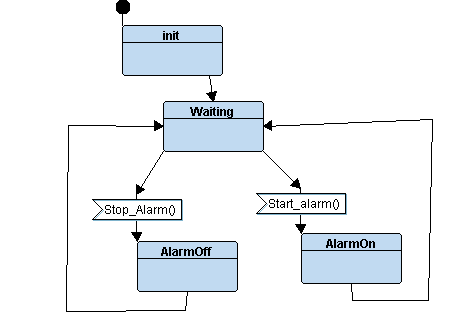 init
Waiting
Stop_Alarm()
Start_alarm()
AlarmOff
AlarmOn